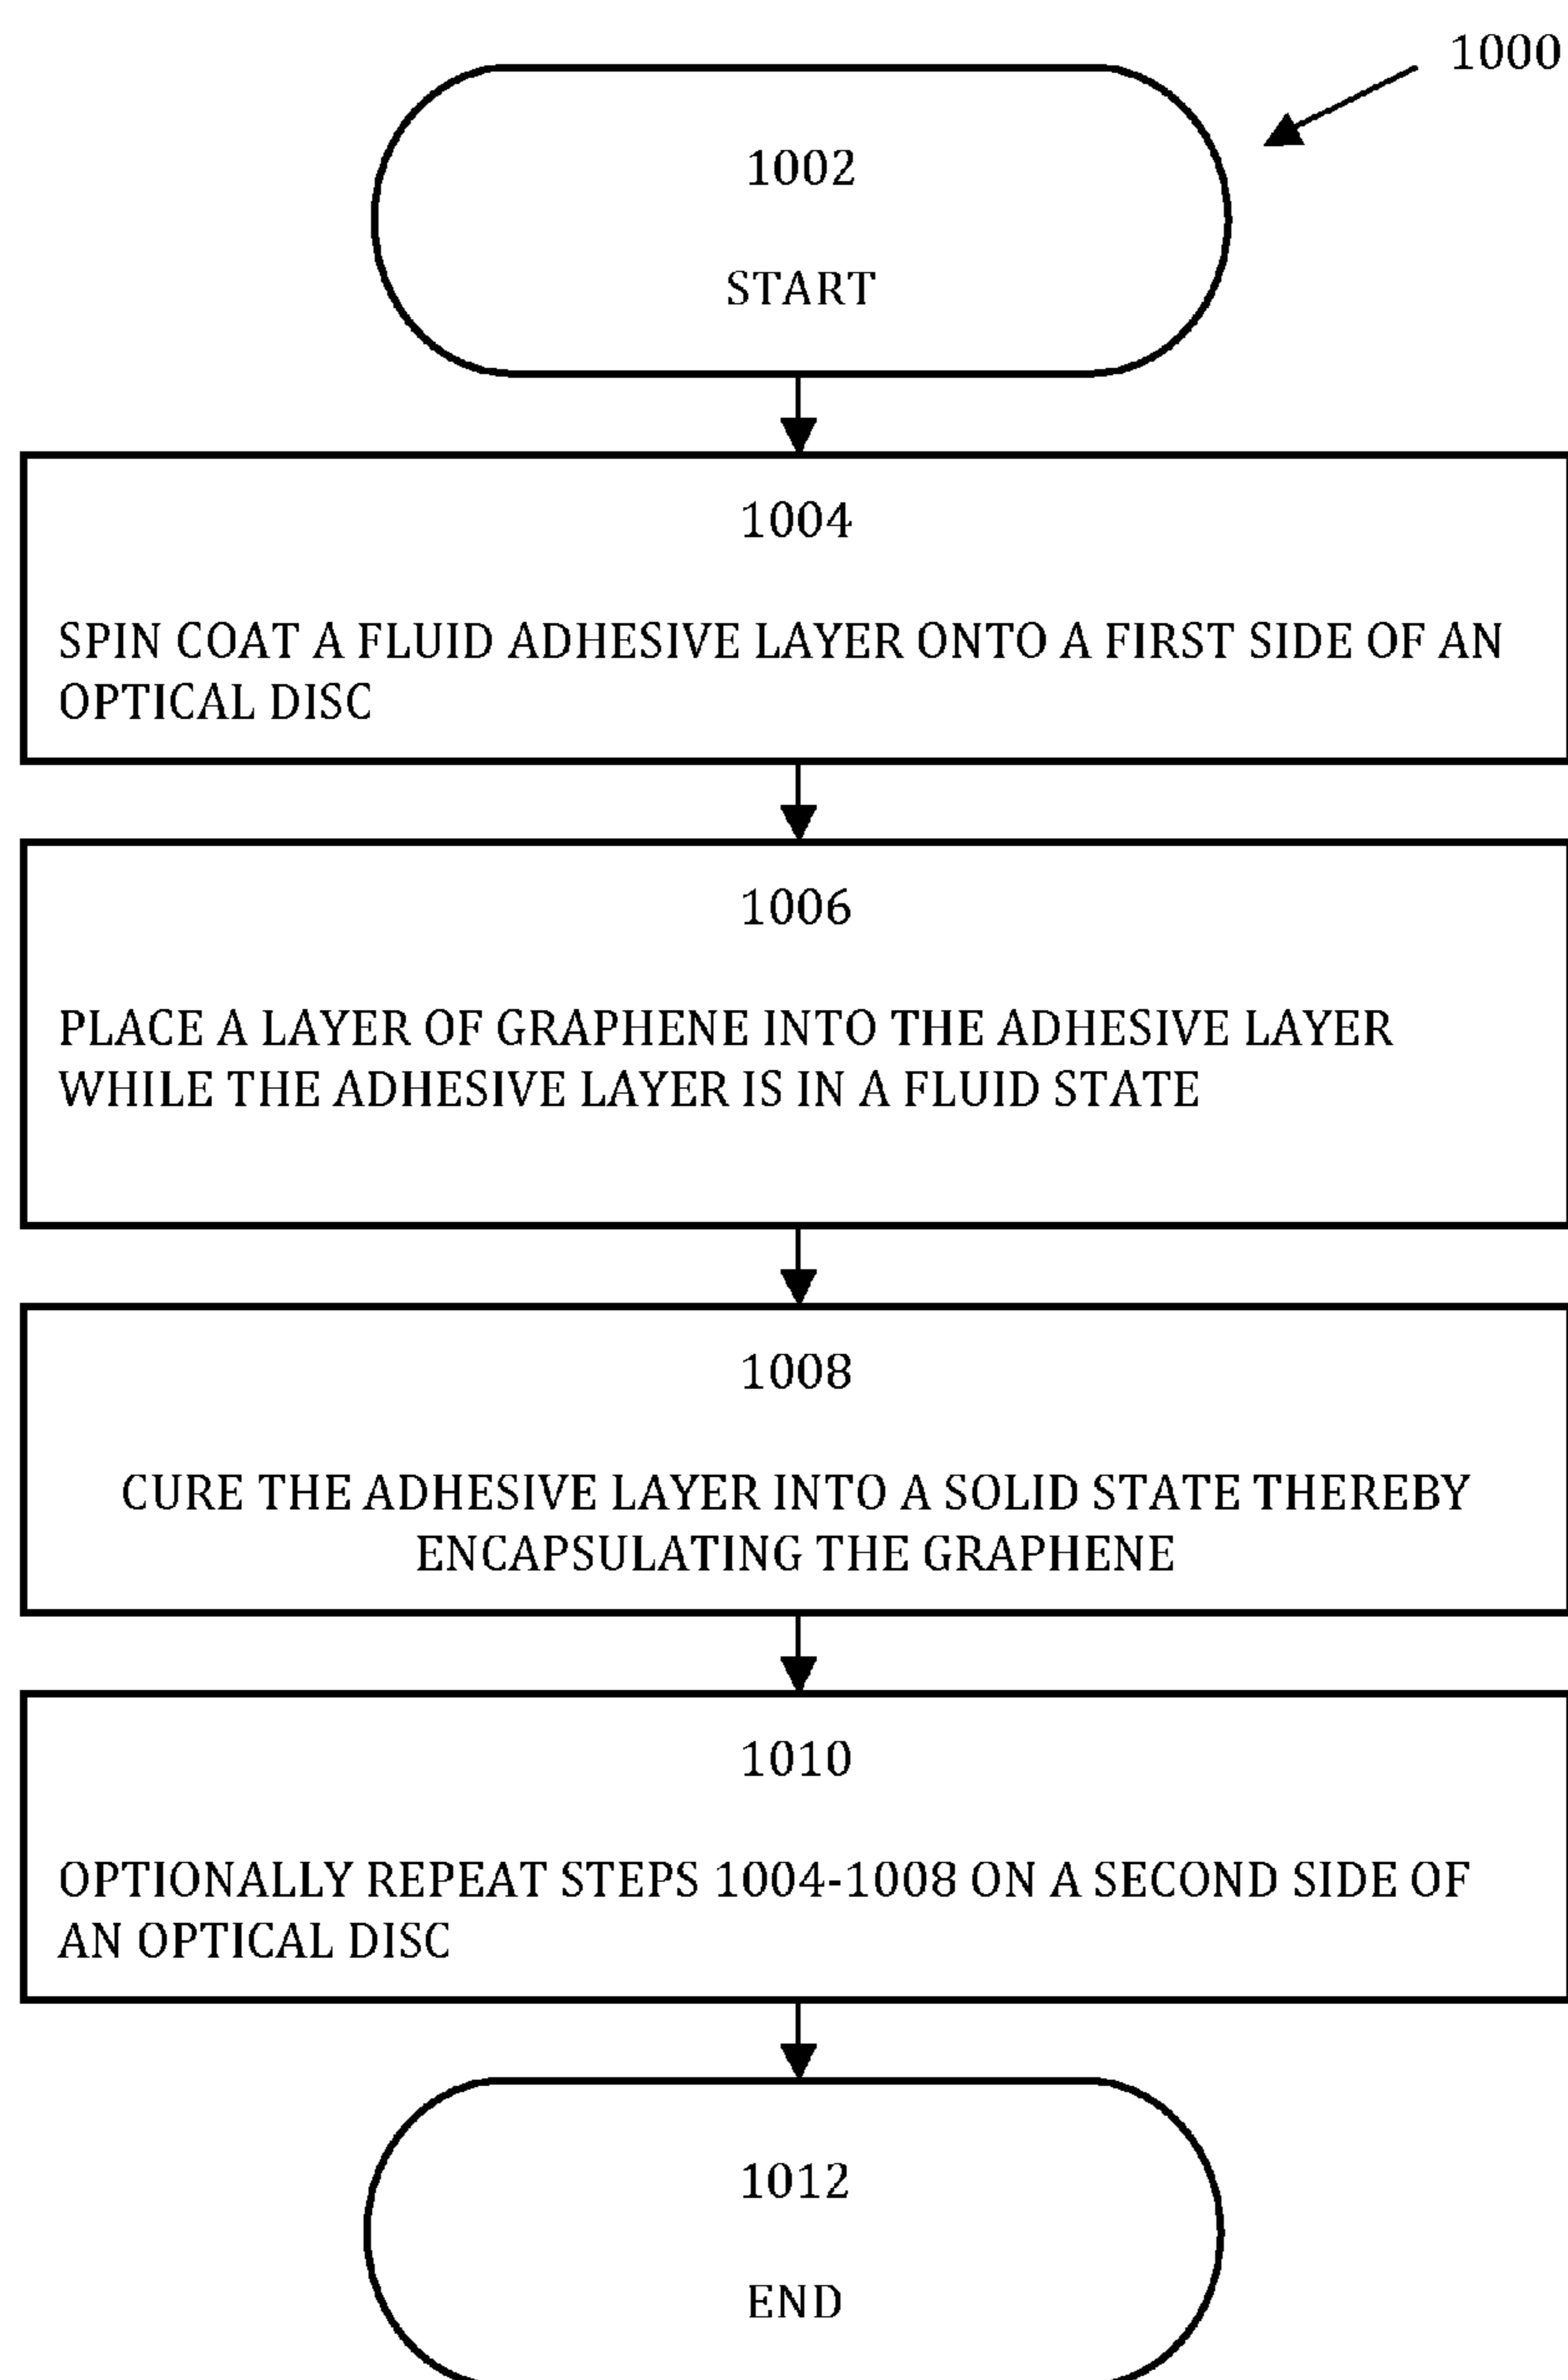 1000
1002
START
1004
SPIN COAT A FLUID ADHESIVE LAYER ONTO A FIRST SIDE OF AN
OPTICAL DISC
1006
PLACE A LAYER OF GRAPHENE INTO THE ADHESIVE LAYER
WHILE THE ADHESIVE LAYER IS IN A FLUID STATE
1008
CURE THE ADHESIVE LAYER INTO A SOLID STATE THEREBY
ENCAPSULATING THE GRAPHENE
1010
OPTIONALLY REPEAT STEPS 1004-1008 ON A SECOND SIDE OF
AN OPTICAL DISC
1012
END